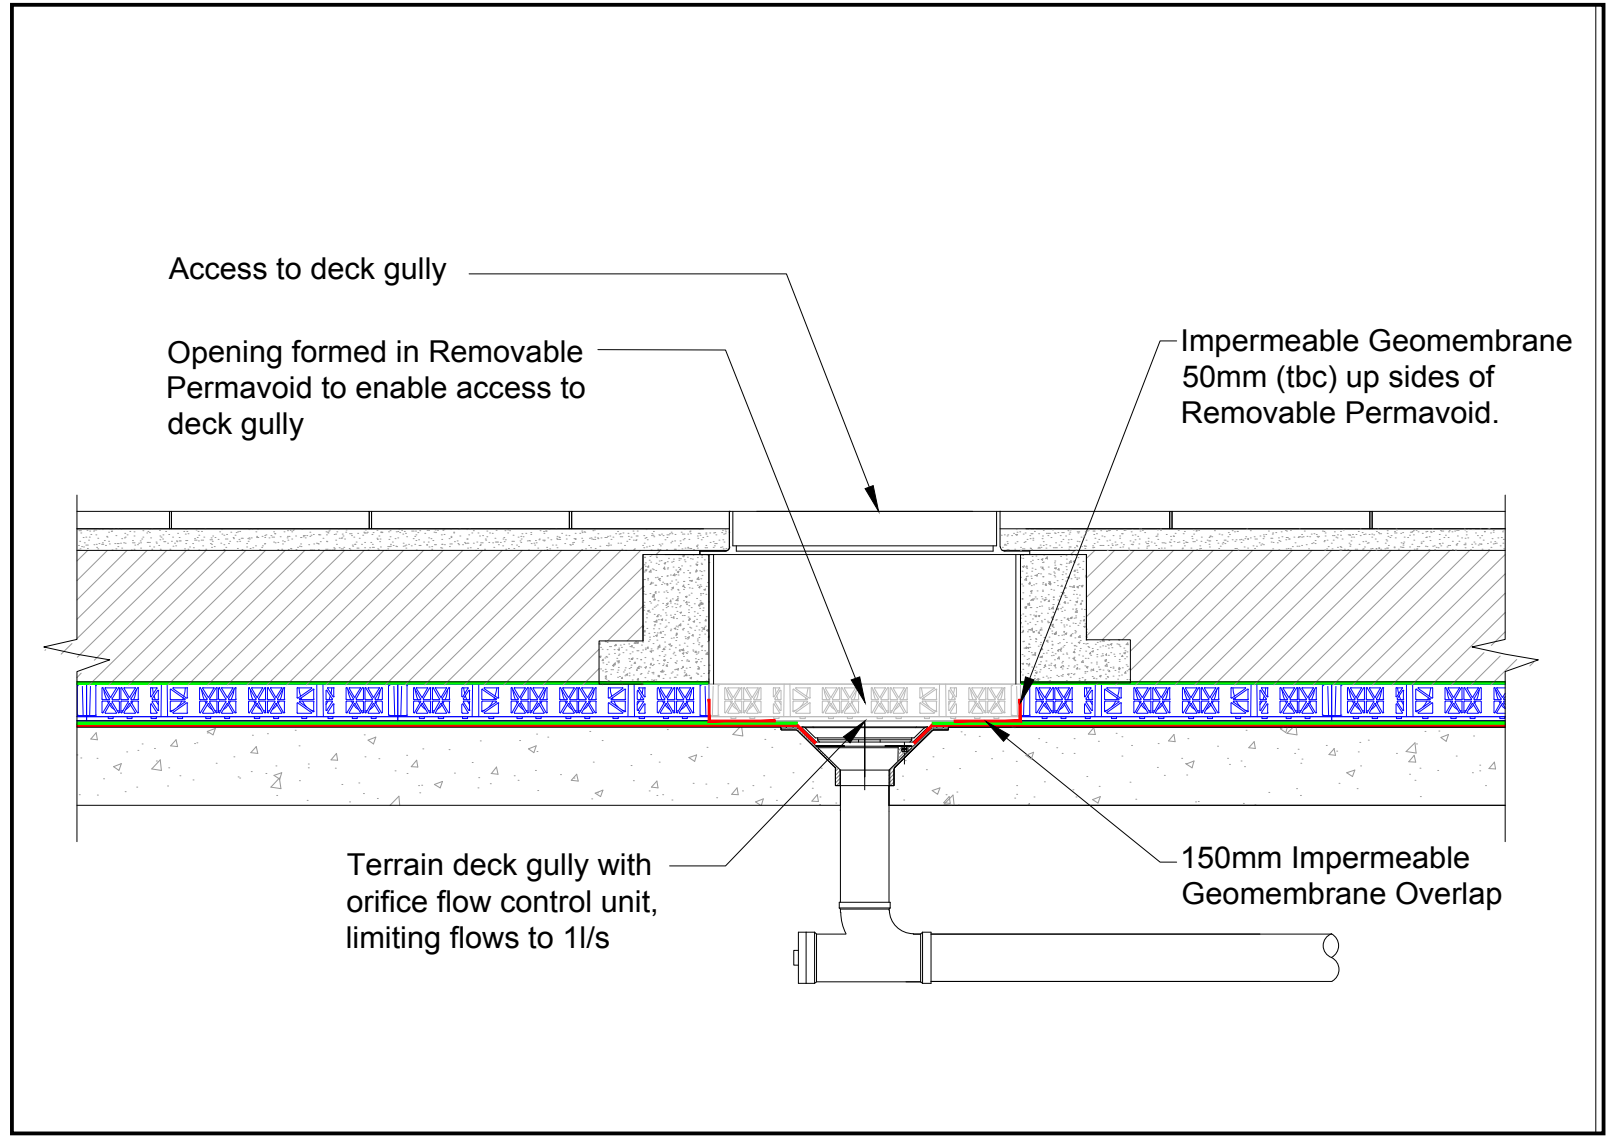 Access to deck gully
Opening formed in Removable
Permavoid to enable access to
deck gully
Impermeable Geomembrane
50mm (tbc) up sides of
Removable Permavoid.
Terrain deck gully with
orifice flow control unit,
limiting flows to 1l/s
150mm Impermeable
Geomembrane Overlap